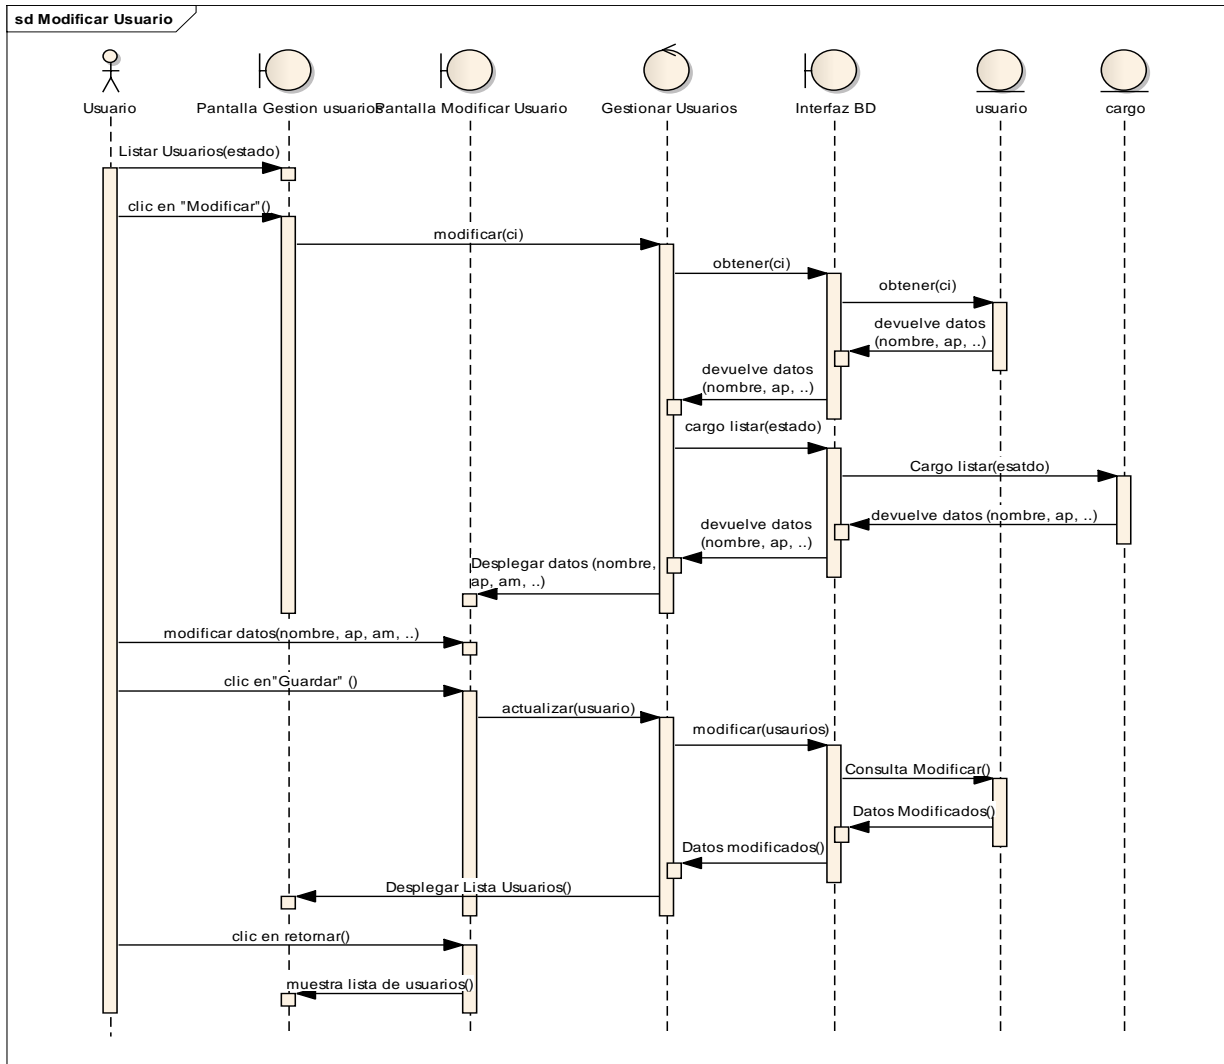 sd Modificar Usuario
Usuario
Pantalla Gestion usuarios
Pantalla Modificar Usuario
Gestionar Usuarios
Interfaz BD
usuario
cargo
Listar Usuarios(estado)
clic en "Modificar"()
modificar(ci)
obtener(ci)
obtener(ci)
devuelve datos
(nombre, ap, ..)
devuelve datos
(nombre, ap, ..)
cargo listar(estado)
Cargo listar(esatdo)
devuelve datos (nombre, ap, ..)
devuelve datos
(nombre, ap, ..)
Desplegar datos (nombre,
ap, am, ..)
modificar datos(nombre, ap, am, ..)
clic en"Guardar" ()
actualizar(usuario)
modificar(usaurios)
Consulta Modificar()
Datos Modificados()
Datos modificados()
Desplegar Lista Usuarios()
clic en retornar()
muestra lista de usuarios()